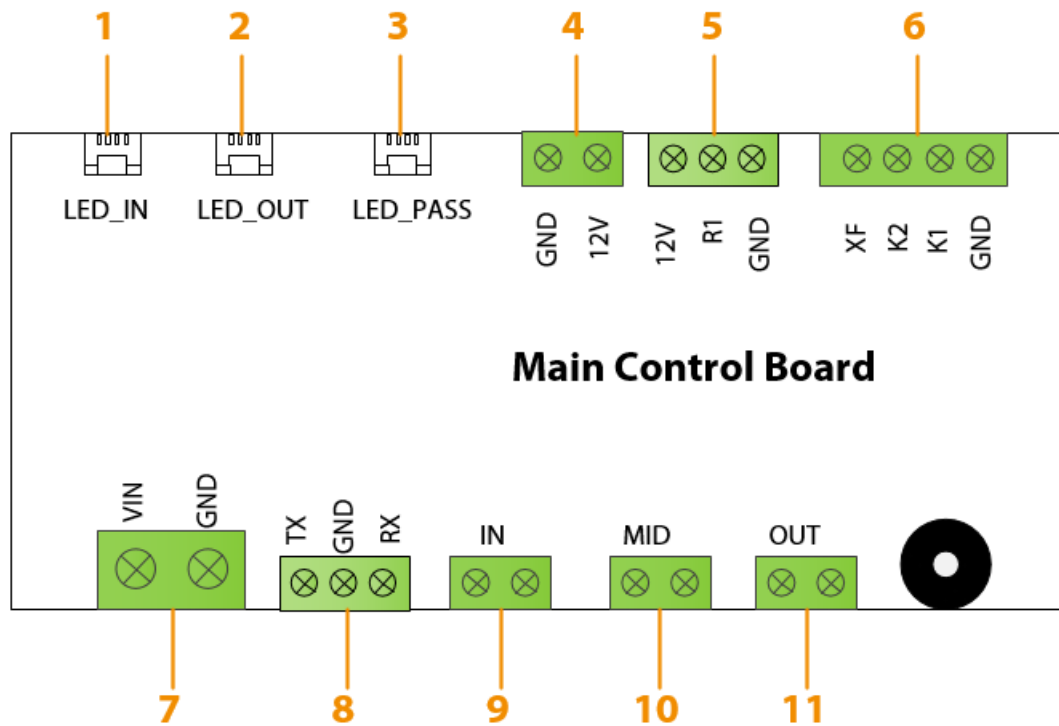 1 2 3 4 5 6
LED_IN LED_OUT LED_PASS
GND 12V 12V R1 GND XF K2 K1 GND
Main Control Board
VIN GND TX GND RX IN MID OUT
7 8 9 10 11